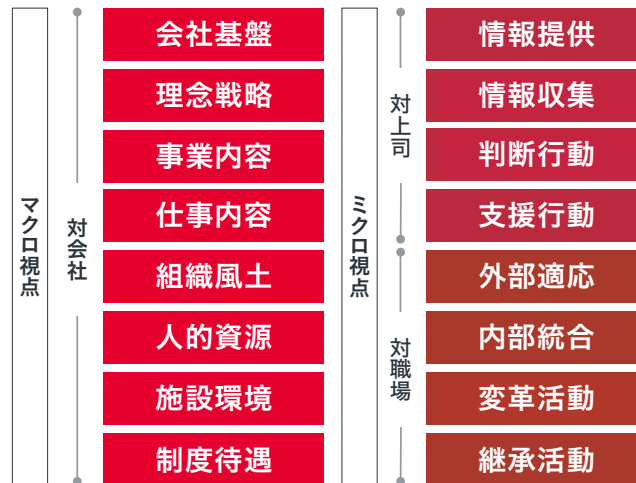 マクロ視点
対会社
会社基盤
理念戦略
事業内容
仕事内容
組織風土
人的資源
施設環境
制度待遇
ミクロ視点
対上司
情報提供
情報収集
判断行動
支援行動
対職場
外部適応
内部統合
変革活動
継承活動